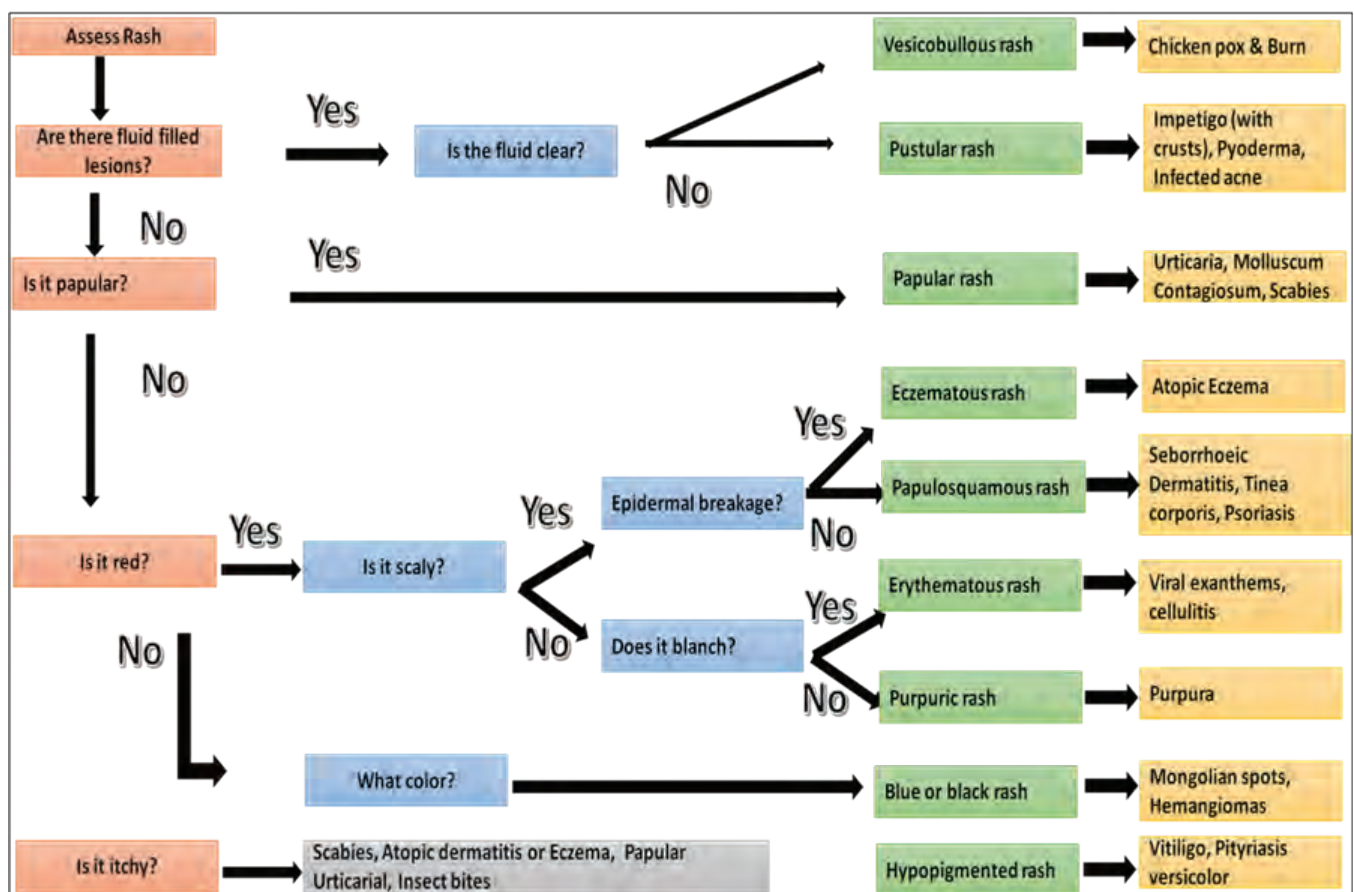 Assess Rash
Vesicobullous rash
Chicken pox & Burn
Yes
Are there fluid filled
lesions?
Is the fluid clear?
Pustular rash
Impetigo (with
crusts), Pyoderma,
Infected acne
No
No
Yes
Is it papular?
Papular rash
Urticaria, Molluscum
Contagiosum, Scabies
No
Eczematous rash
Atopic Eczema
Yes
Epidermal breakage?
Papulosquamous rash
Seborrhoeic
Dermatitis, Tinea
corporis, Psoriasis
Yes
No
Yes
Is it red?
Is it scaly?
Erythematous rash
Viral exanthems,
cellulitis
Yes
No
Does it blanch?
No
No
Purpuric rash
Purpura
What color?
Blue or black rash
Mongolian spots,
Hemangiomas
Is it itchy?
Scabies, Atopic dermatitis or Eczema, Papular
Urticarial, Insect bites
Hypopigmented rash
Vitiligo, Pityriasis
versicolor